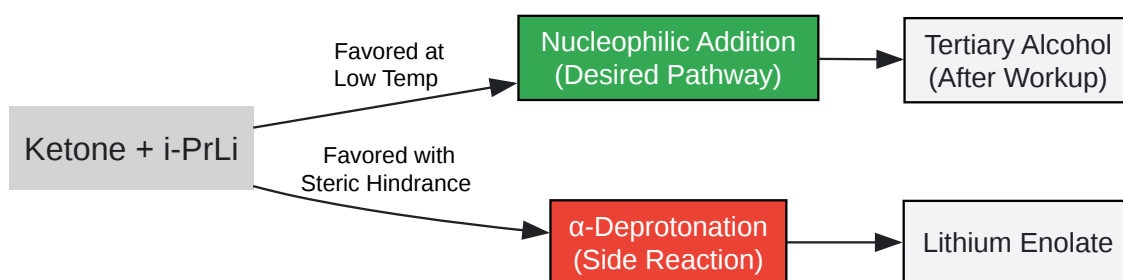 Ketone + i-PrLi
Favored at
Low Temp
Nucleophilic Addition
(Desired Pathway)
Tertiary Alcohol
(After Workup)
Favored with
Steric Hindrance
α-Deprotonation
(Side Reaction)
Lithium Enolate